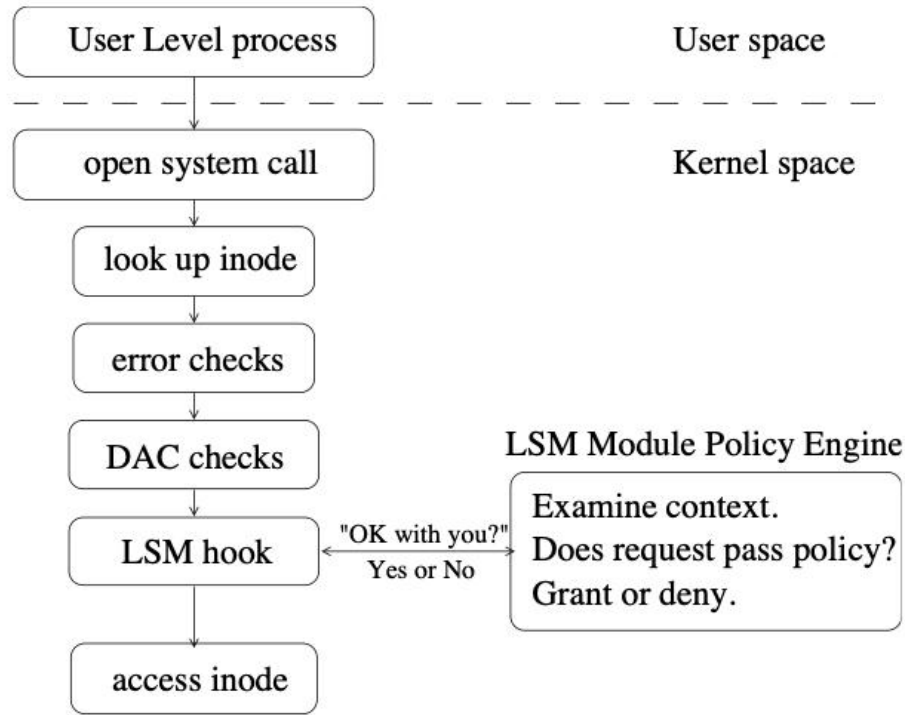 User Level process
User space
open system call
Kernel space
look up inode
error checks
DAC checks
LSM Module Policy Engine
LSM hook
"OK with you?"
Yes or No
Examine context.
Does request pass policy?
Grant or deny.
access inode